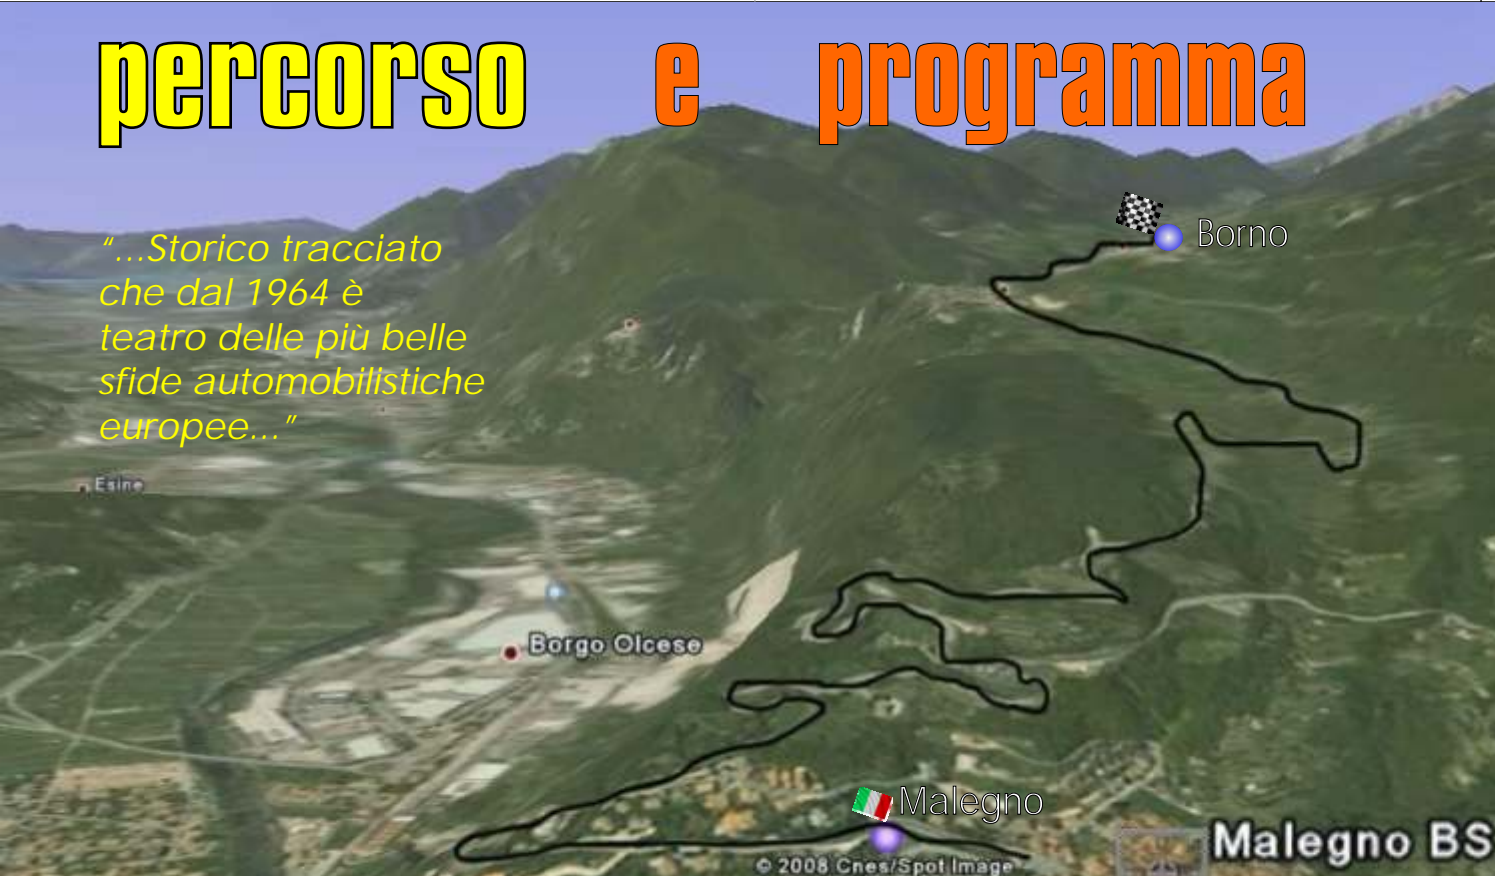 percorso e programma
“...Storico tracciato
che dal 1964 è
teatro delle più belle
sfide automobilistiche
europee...”
Borno
Esine
Borgo Olcese
Malegno
Malegno BS
© 2008 Cnes/Spot Image